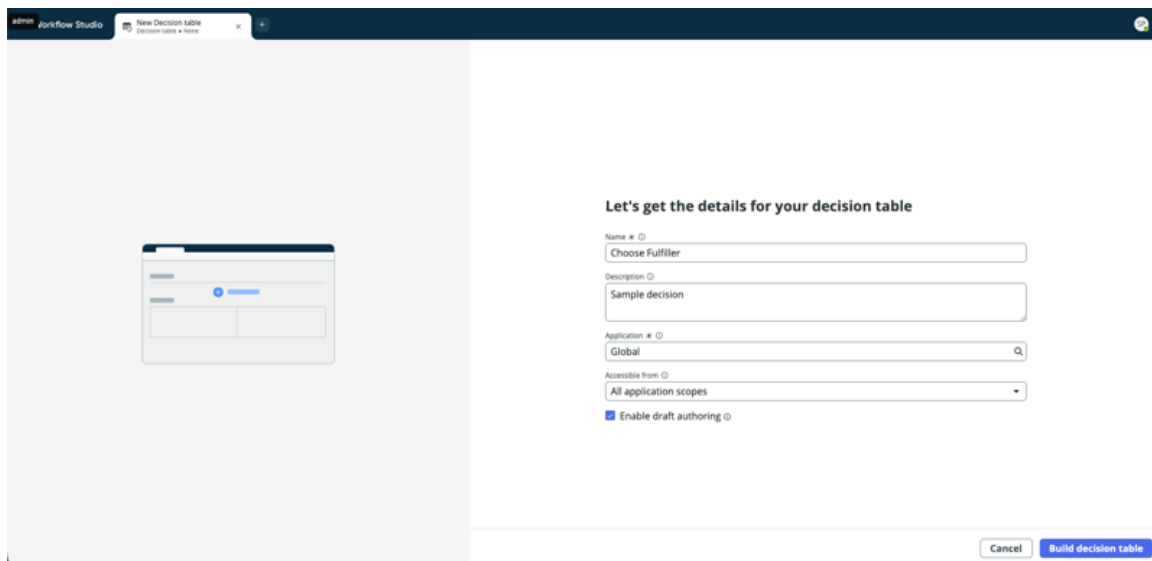 admin
Workflow Studio
New Decision table
Decision table • None
SP
Let's get the details for your decision table
Name *
Choose Fulfiller
Description
Sample decision
Application *
Global
Accessible from
All application scopes
Enable draft authoring
Cancel
Build decision table